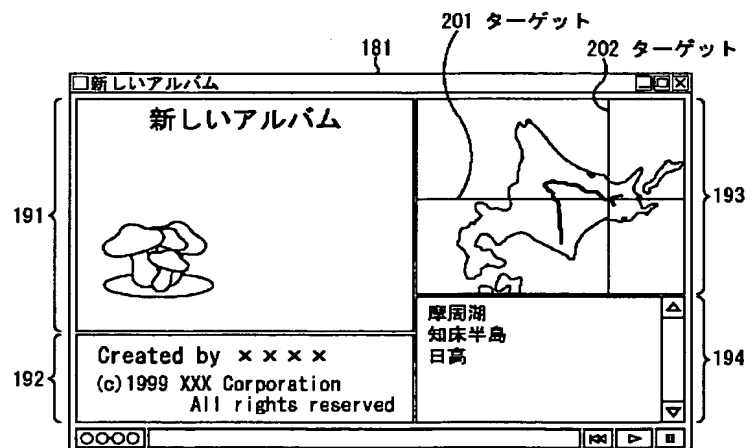 201 ターゲット
181
202 ターゲット
新しいアルバム
新しいアルバム
191
193
摩周湖
知床半島
日高
194
192
Created by ××××
(c)1999 XXX Corporation
All rights reserved